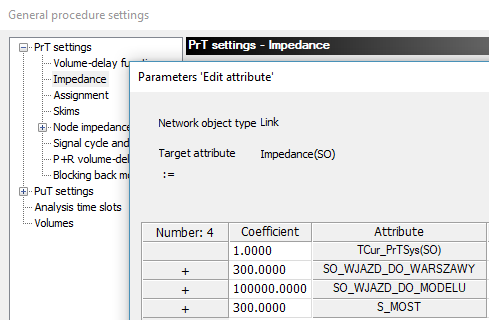 General procedure settings
PrT settings
Volume-delay fun
Impedance
Assignment
Skims
Node impedance
Signal cycle and
P+R volume-del
Blocking back mo
PuT settings
Analysis time slots
Volumes
PrT settings - Impedance
Parameters 'Edit attribute'
Network object type Link
Target attribute Impedance(SO)
:=
Number: 4 Coefficient Attribute
1.0000 TCur_PrTSys(SO)
+ 300.0000 SO_WJAZD_DO_WARSZAWY
+ 100000.0000 SO_WJAZD_DO_MODELU
+ 300.0000 S_MOST